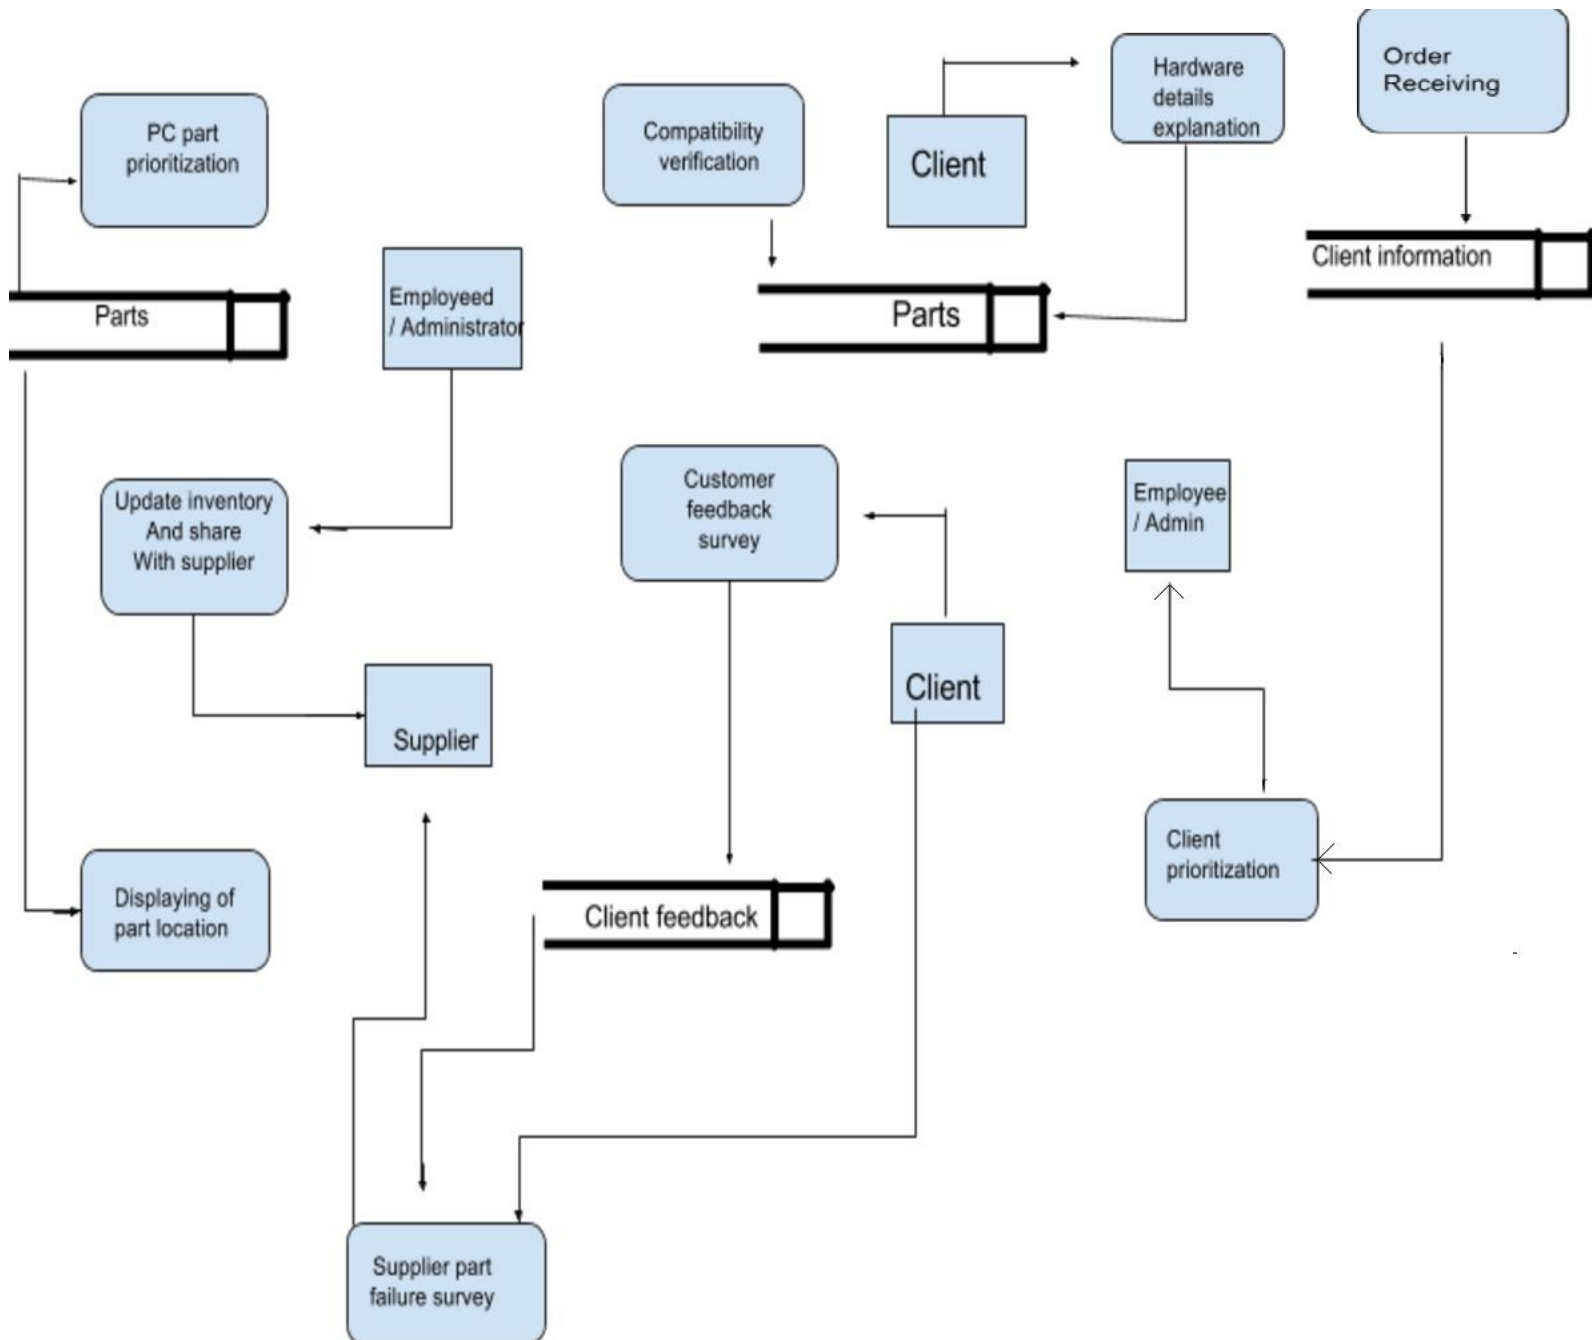 Order
Receiving
Hardware
details
explanation
PC part
prioritization
Compatibility
verification
Client
Client information
Employeed
/ Administrator
Parts
Parts
Update inventory
And share
With supplier
Customer
feedback
survey
Employee
/ Admin
Client
Supplier
Client
prioritization
Displaying of
part location
Client feedback
Supplier part
failure survey